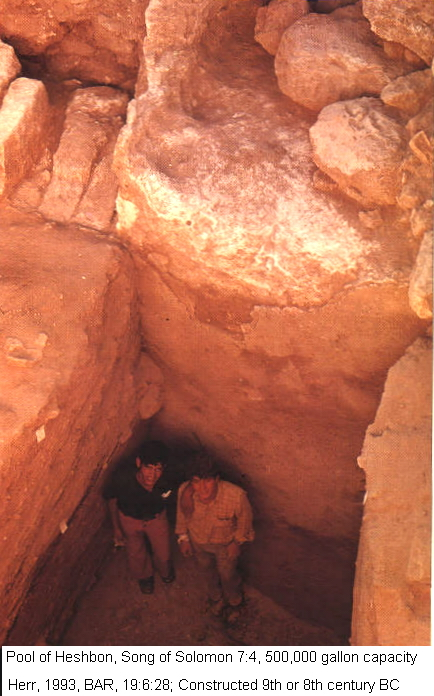 Pool of Heshbon, Song of Solomon 7:4, 500,000 gallon capacity
Herr, 1993, BAR, 19:6:28; Constructed 9th or 8th century BC